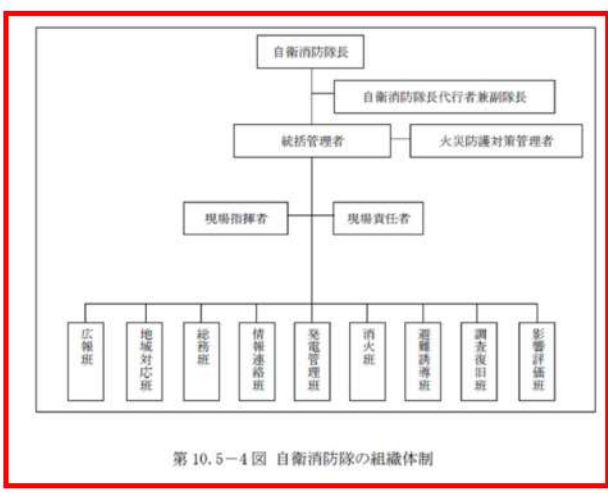 自衛消防隊長
自衛消防隊長代行者兼副隊長
統括管理者
火災防護対策管理者
現場指揮者
現場責任者
広報班
地域対応班
総務班
情報連絡班
発電管理班
消火班
避難誘導班
調査復旧班
影響評価班
第10.5-4図 自衛消防隊の組織体制